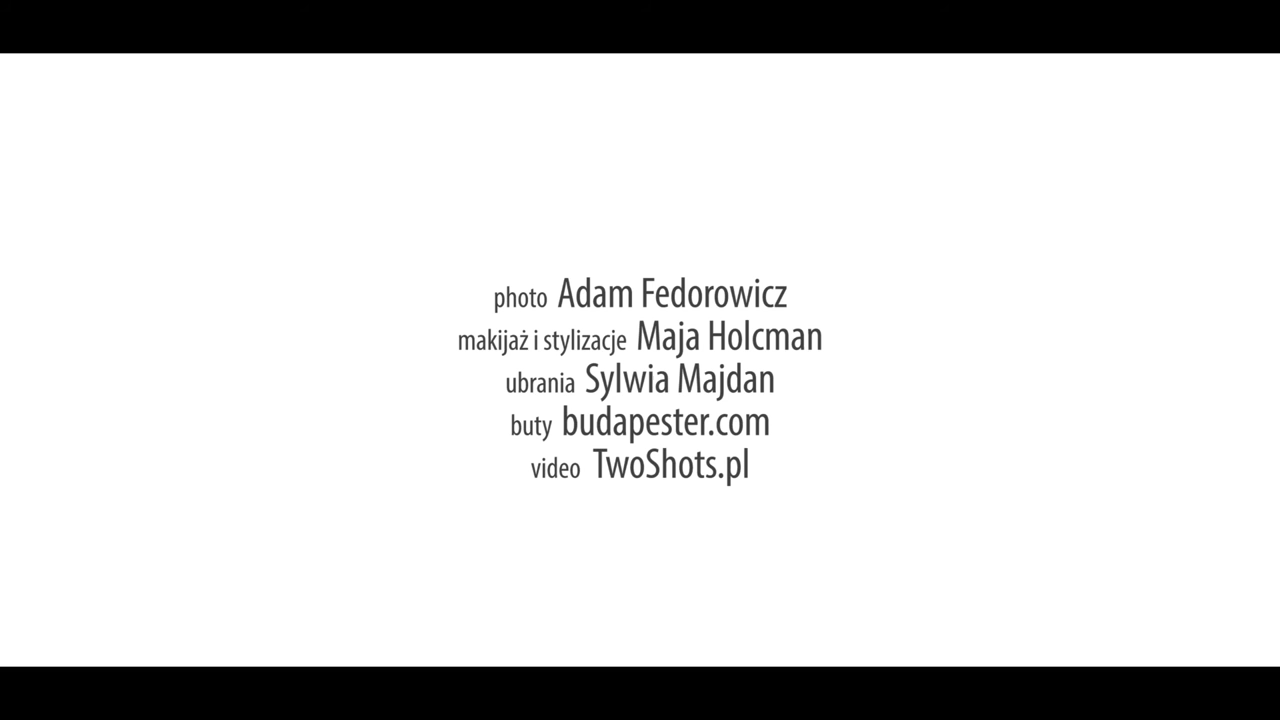 photo Adam Fedorowicz
makijaż i stylizacje Maja Holcman
ubrania Sylwia Majdan
buty budapester.com
video TwoShots.pl